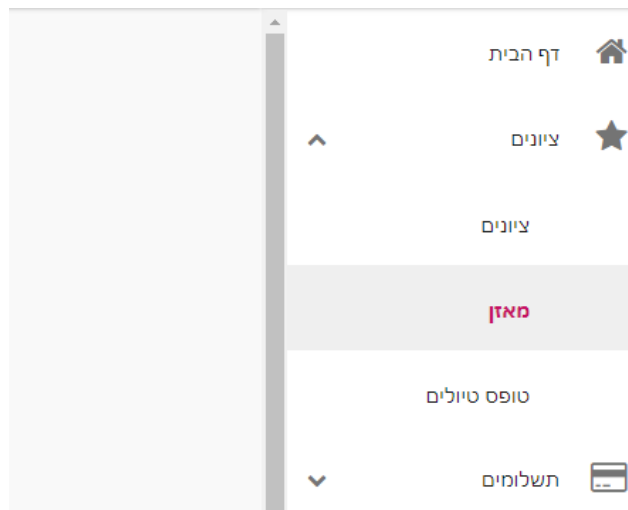 דף הבית
ציונים
ציונים
מאזן
טופס טיולים
תשלומים